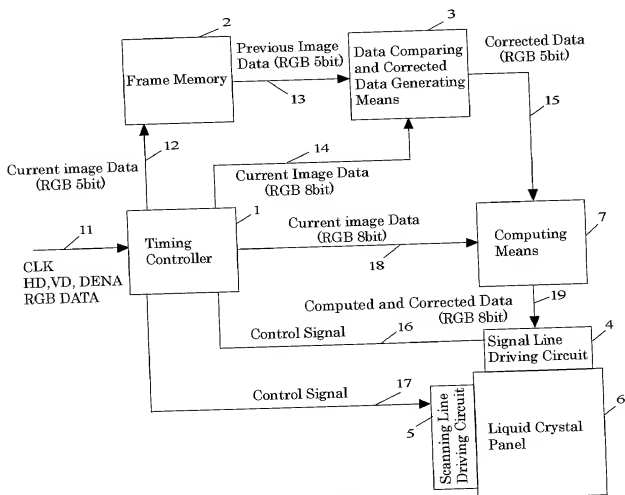 2
3
Frame Memory
Previous Image
Data (RGB 5bit)
13
Data Comparing
and Corrected
Data Generating
Means
Corrected Data
(RGB 5bit)
15
12
Current image Data
(RGB 5bit)
14
Current Image Data
(RGB 8bit)
1
11
CLK
HD,VD, DENA
RGB DATA
Timing
Controller
Current image Data
(RGB 8bit)
18
Computing
Means
7
Computed and Corrected Data
(RGB 8bit)
19
Control Signal
16
Signal Line
Driving Circuit
4
Control Signal
17
5
Scanning Line
Driving Circuit
Liquid Crystal
Panel
6